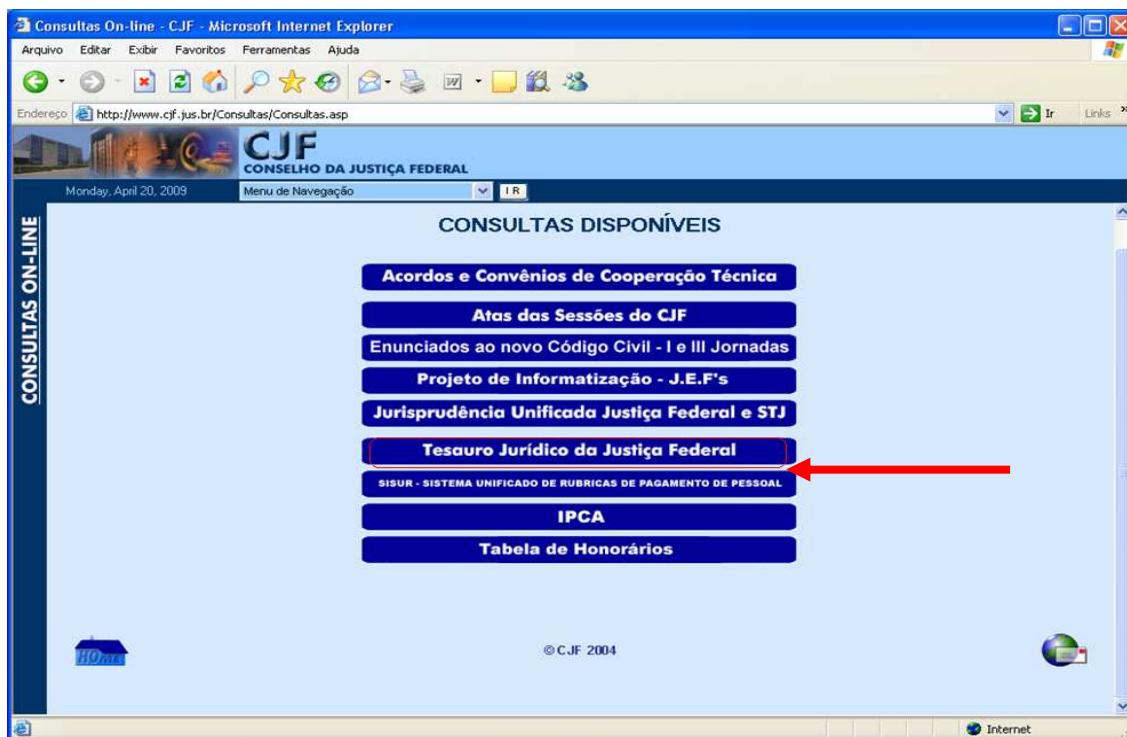 Consultas On-line - CJF - Microsoft Internet Explorer
Arquivo Editar Exibir Favoritos Ferramentas Ajuda
Endereço http://www.cjf.jus.br/Consultas/Consultas.asp Ir Links »
CJF
CONSELHO DA JUSTIÇA FEDERAL
Monday, April 20, 2009 Menu de Navegação I R
CONSULTAS ON-LINE
CONSULTAS DISPONÍVEIS
Acordos e Convênios de Cooperação Técnica
Atas das Sessões do CJF
Enunciados ao novo Código Civil - I e III Jornadas
Projeto de Informatização - J.E.F's
Jurisprudência Unificada Justiça Federal e STJ
Tesauro Jurídico da Justiça Federal
SISUR - SISTEMA UNIFICADO DE RUBRICAS DE PAGAMENTO DE PESSOAL
IPCA
Tabela de Honorários
HOME
© CJF 2004
Internet